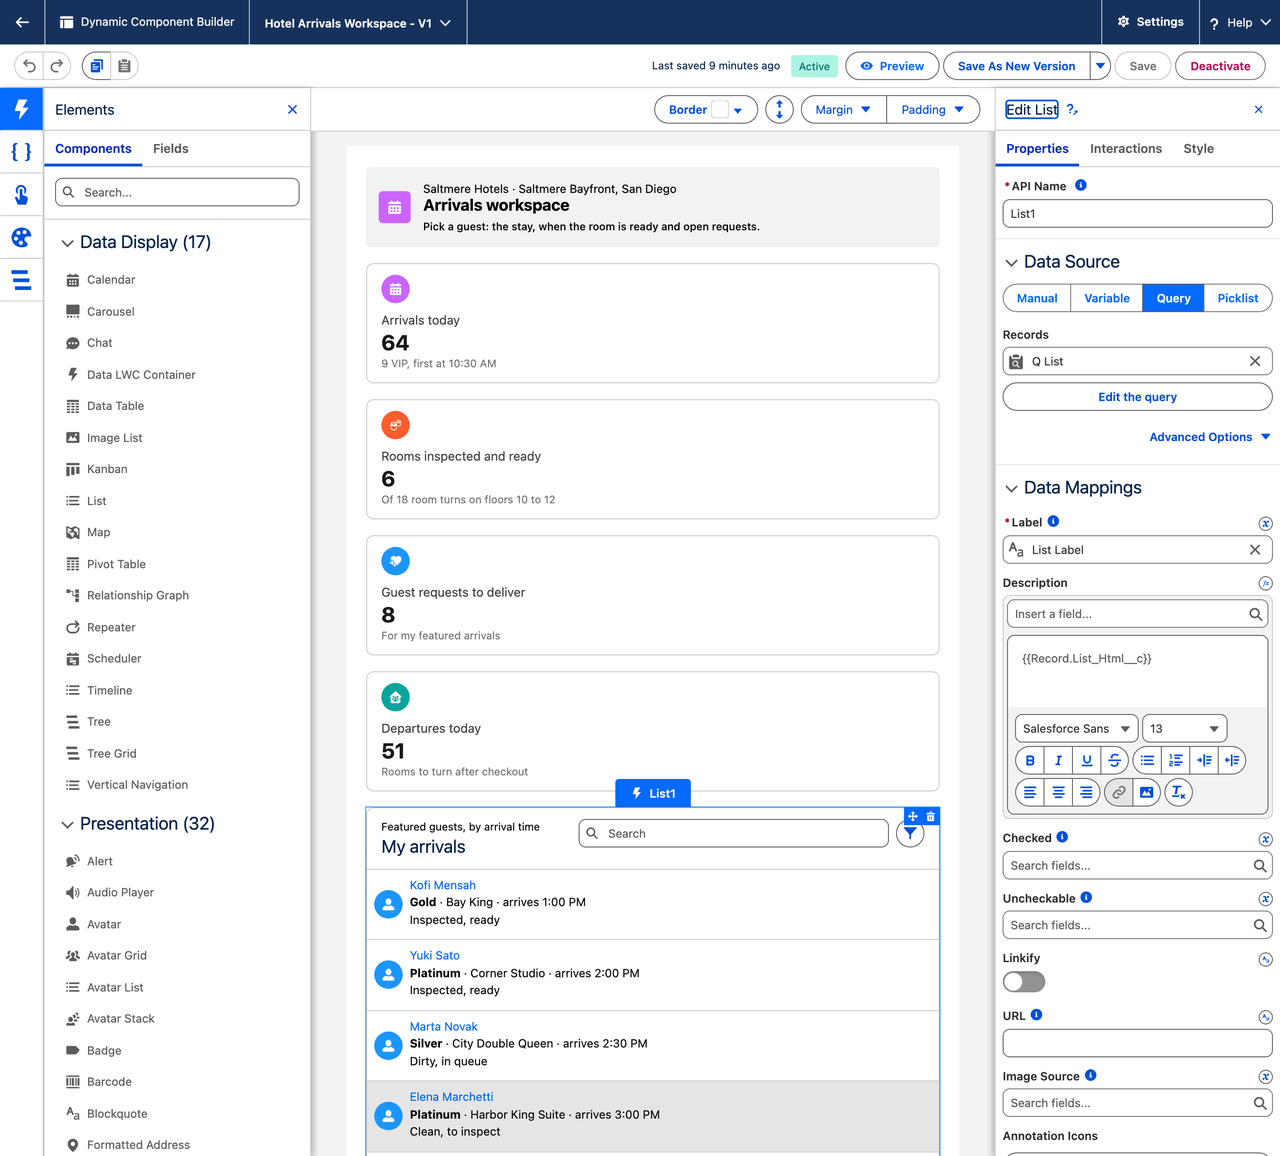 Dynamic Component Builder
Hotel Arrivals Workspace - V1
Settings
? Help
Last saved 9 minutes ago
Active
Preview
Save As New Version
Save
Deactivate
Elements
Components
Fields
Search...
Data Display (17)
Calendar
Carousel
Chat
Data LWC Container
Data Table
Image List
Kanban
List
Map
Pivot Table
Relationship Graph
Repeater
Scheduler
Timeline
Tree
Tree Grid
Vertical Navigation
Presentation (32)
Alert
Audio Player
Avatar
Avatar Grid
Avatar List
Avatar Stack
Badge
Barcode
Blockquote
Formatted Address
Border
Margin
Padding
Saltmere Hotels · Saltmere Bayfront, San Diego
Arrivals workspace
Pick a guest: the stay, when the room is ready and open requests.
Arrivals today
64
9 VIP, first at 10:30 AM
Rooms inspected and ready
6
Of 18 room turns on floors 10 to 12
Guest requests to deliver
8
For my featured arrivals
Departures today
51
Rooms to turn after checkout
List1
Featured guests, by arrival time
My arrivals
Search
Kofi Mensah
Gold · Bay King · arrives 1:00 PM
Inspected, ready
Yuki Sato
Platinum · Corner Studio · arrives 2:00 PM
Inspected, ready
Marta Novak
Silver · City Double Queen · arrives 2:30 PM
Dirty, in queue
Elena Marchetti
Platinum · Harbor King Suite · arrives 3:00 PM
Clean, to inspect
Edit List
Properties
Interactions
Style
* API Name
List1
Data Source
Manual
Variable
Query
Picklist
Records
Q List
Edit the query
Advanced Options
Data Mappings
* Label
List Label
Description
Insert a field...
{{Record.List_Html__c}}
Salesforce Sans
13
Checked
Search fields...
Uncheckable
Search fields...
Linkify
URL
Image Source
Search fields...
Annotation Icons